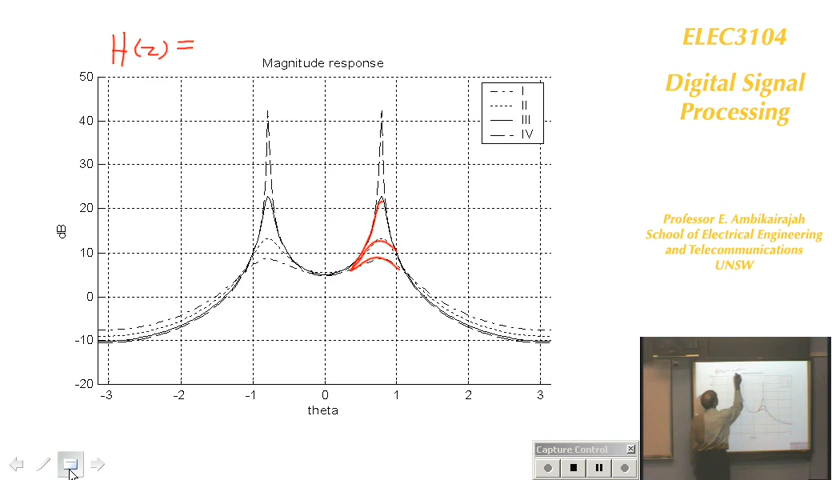 H(z) =
Magnitude response
50
40
30
20
10
0
-10
-20
dB
-3
-2
-1
0
1
2
3
theta
I
II
III
IV
ELEC3104
Digital Signal
Processing
Professor E. Ambikairajah
School of Electrical Engineering
and Telecommunications
UNSW
Capture Control